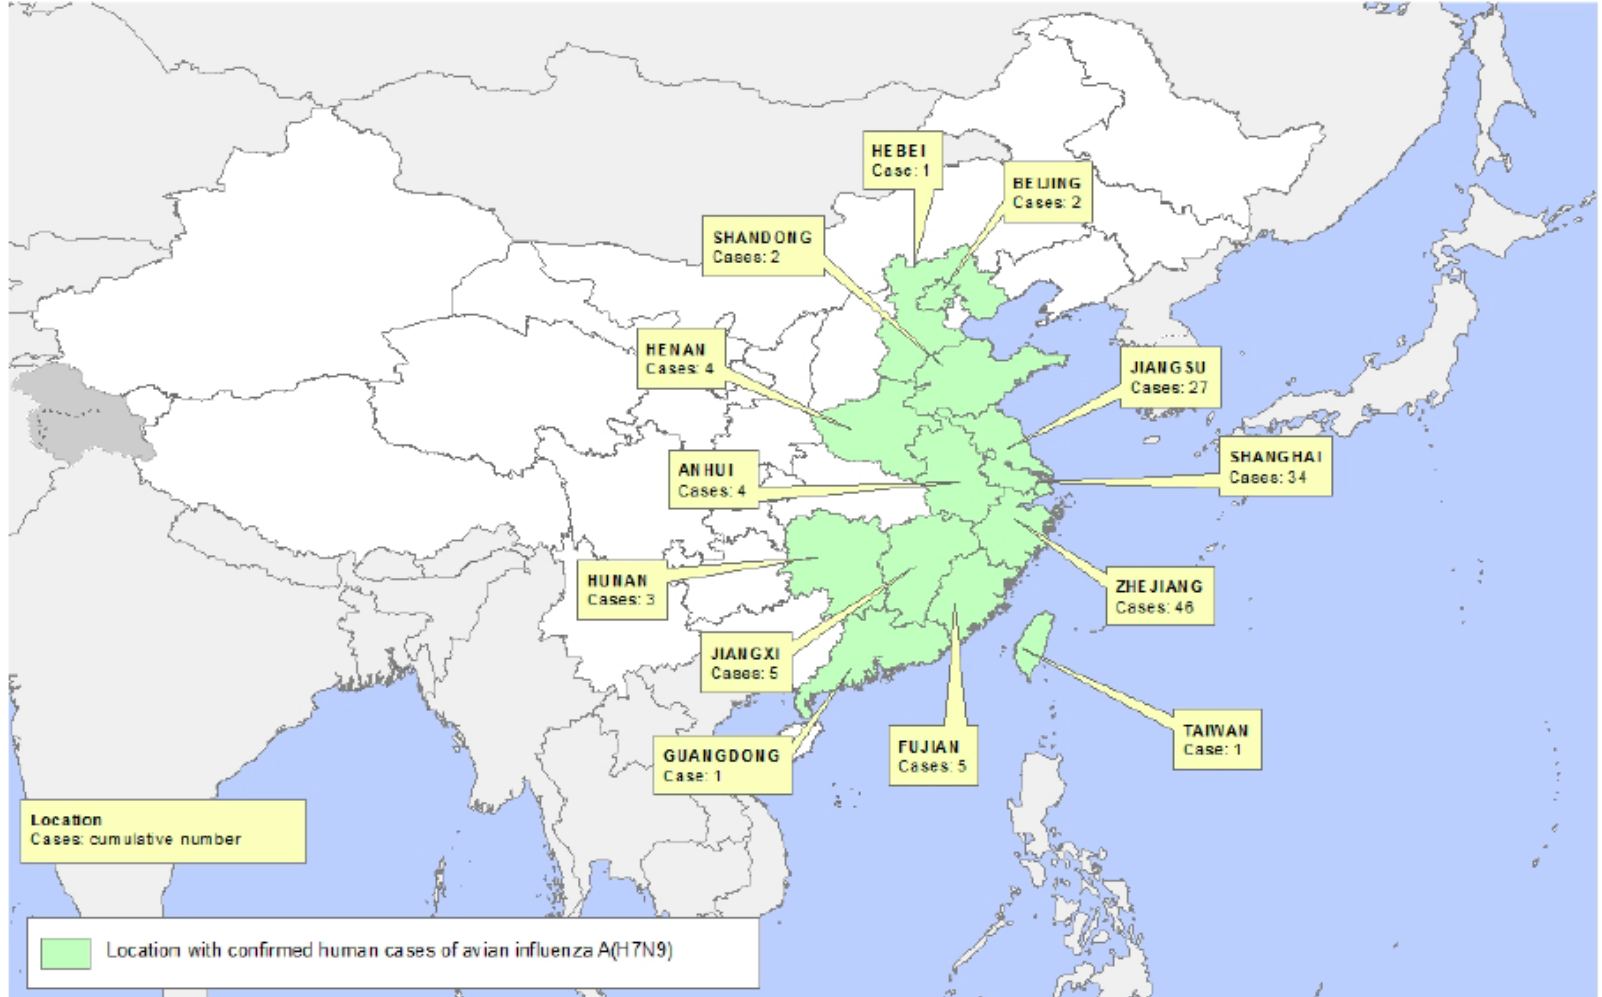 HEBEI
Case: 1
BEIJING
Cases: 2
SHANDONG
Cases: 2
HENAN
Cases: 4
JIANGSU
Cases: 27
SHANGHAI
Cases: 34
ANHUI
Cases: 4
HUNAN
Cases: 3
ZHEJIANG
Cases: 46
JIANGXI
Cases: 5
TAIWAN
Case: 1
FUJIAN
Cases: 5
GUANGDONG
Case: 1
Location
Cases: cumulative number
Location with confirmed human cases of avian influenza A(H7N9)